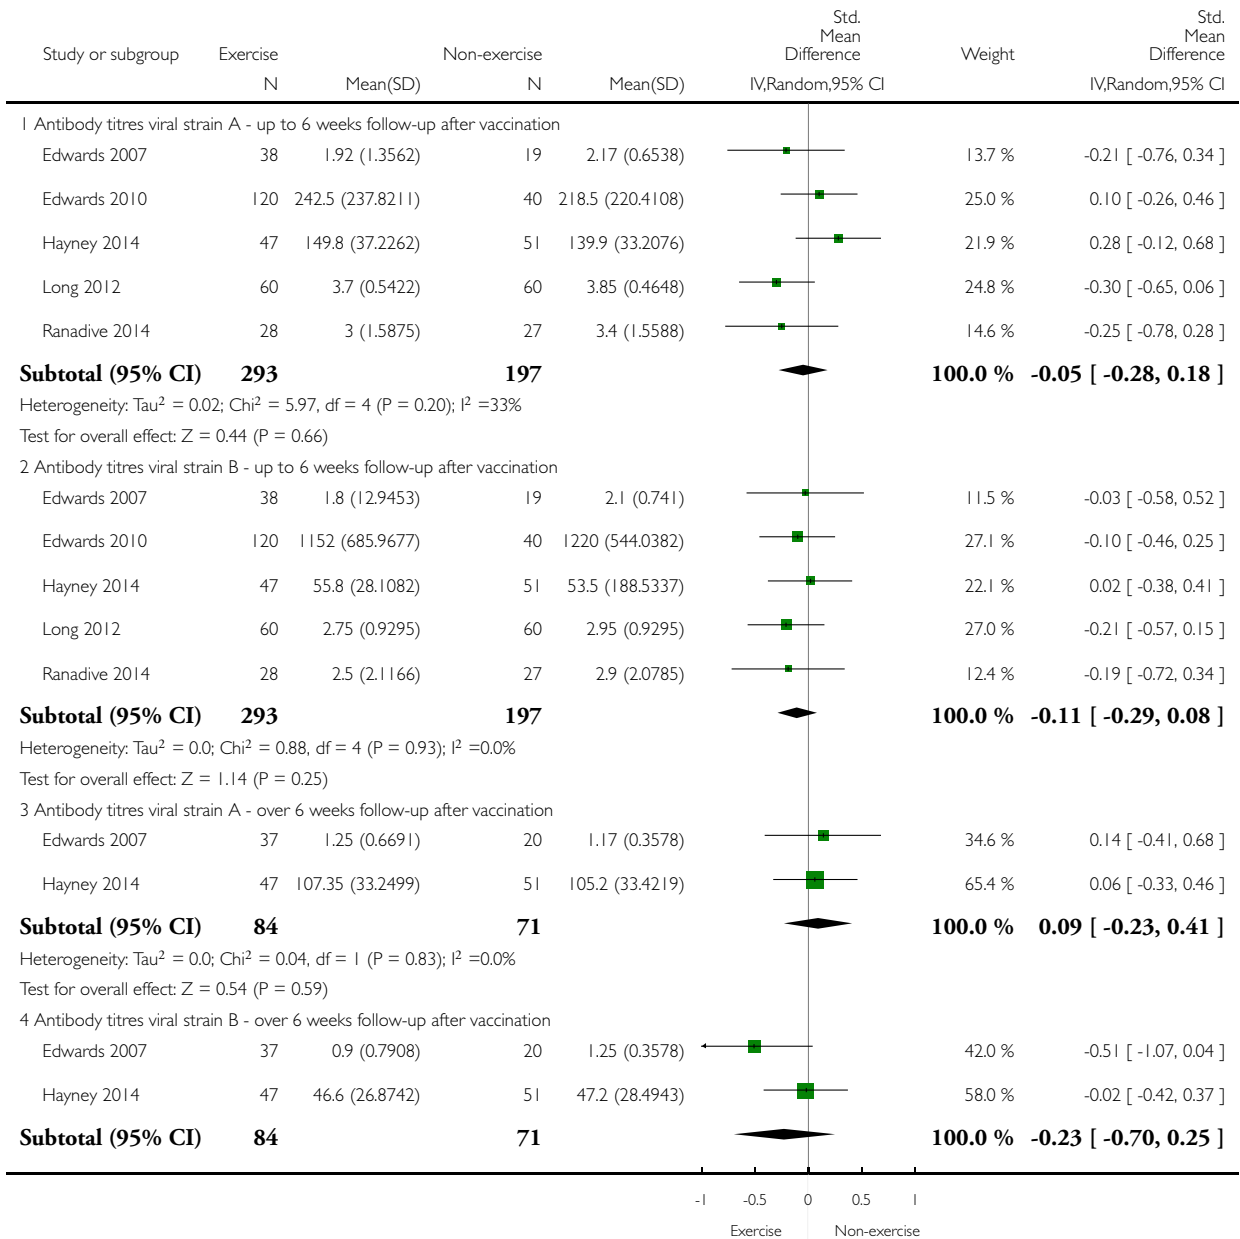 Std. Mean Difference Std. Mean Difference
Study or subgroup Exercise Non-exercise Weight
N Mean(SD) N Mean(SD) IV,Random,95% CI IV,Random,95% CI
1 Antibody titres viral strain A - up to 6 weeks follow-up after vaccination
Edwards 2007 38 1.92 (1.3562) 19 2.17 (0.6538) 13.7 % -0.21 [ -0.76, 0.34 ]
Edwards 2010 120 242.5 (237.8211) 40 218.5 (220.4108) 25.0 % 0.10 [ -0.26, 0.46 ]
Hayney 2014 47 149.8 (37.2262) 51 139.9 (33.2076) 21.9 % 0.28 [ -0.12, 0.68 ]
Long 2012 60 3.7 (0.5422) 60 3.85 (0.4648) 24.8 % -0.30 [ -0.65, 0.06 ]
Ranadive 2014 28 3 (1.5875) 27 3.4 (1.5588) 14.6 % -0.25 [ -0.78, 0.28 ]
Subtotal (95% CI) 293 197 100.0 % -0.05 [ -0.28, 0.18 ]
Heterogeneity: Tau² = 0.02; Chi² = 5.97, df = 4 (P = 0.20); I² =33%
Test for overall effect: Z = 0.44 (P = 0.66)
2 Antibody titres viral strain B - up to 6 weeks follow-up after vaccination
Edwards 2007 38 1.8 (12.9453) 19 2.1 (0.741) 11.5 % -0.03 [ -0.58, 0.52 ]
Edwards 2010 120 1152 (685.9677) 40 1220 (544.0382) 27.1 % -0.10 [ -0.46, 0.25 ]
Hayney 2014 47 55.8 (28.1082) 51 53.5 (188.5337) 22.1 % 0.02 [ -0.38, 0.41 ]
Long 2012 60 2.75 (0.9295) 60 2.95 (0.9295) 27.0 % -0.21 [ -0.57, 0.15 ]
Ranadive 2014 28 2.5 (2.1166) 27 2.9 (2.0785) 12.4 % -0.19 [ -0.72, 0.34 ]
Subtotal (95% CI) 293 197 100.0 % -0.11 [ -0.29, 0.08 ]
Heterogeneity: Tau² = 0.0; Chi² = 0.88, df = 4 (P = 0.93); I² =0.0%
Test for overall effect: Z = 1.14 (P = 0.25)
3 Antibody titres viral strain A - over 6 weeks follow-up after vaccination
Edwards 2007 37 1.25 (0.6691) 20 1.17 (0.3578) 34.6 % 0.14 [ -0.41, 0.68 ]
Hayney 2014 47 107.35 (33.2499) 51 105.2 (33.4219) 65.4 % 0.06 [ -0.33, 0.46 ]
Subtotal (95% CI) 84 71 100.0 % 0.09 [ -0.23, 0.41 ]
Heterogeneity: Tau² = 0.0; Chi² = 0.04, df = 1 (P = 0.83); I² =0.0%
Test for overall effect: Z = 0.54 (P = 0.59)
4 Antibody titres viral strain B - over 6 weeks follow-up after vaccination
Edwards 2007 37 0.9 (0.7908) 20 1.25 (0.3578) 42.0 % -0.51 [ -1.07, 0.04 ]
Hayney 2014 47 46.6 (26.8742) 51 47.2 (28.4943) 58.0 % -0.02 [ -0.42, 0.37 ]
Subtotal (95% CI) 84 71 100.0 % -0.23 [ -0.70, 0.25 ]
-1 -0.5 0 0.5 1
Exercise Non-exercise